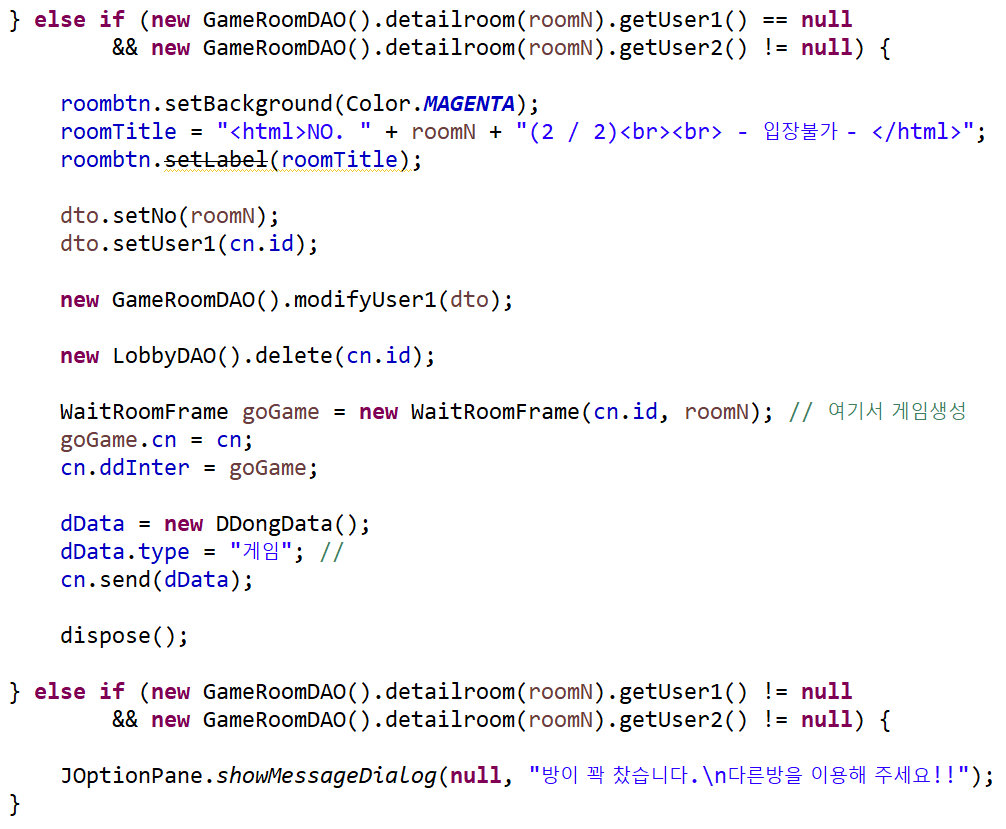 } else if (new GameRoomDAO().detailroom(roomN).getUser1() == null
&& new GameRoomDAO().detailroom(roomN).getUser2() != null) {
roombtn.setBackground(Color.MAGENTA);
roomTitle = "<html>NO. " + roomN + "(2 / 2)<br><br> - 입장불가 - </html>";
roombtn.setLabel(roomTitle);
dto.setNo(roomN);
dto.setUser1(cn.id);
new GameRoomDAO().modifyUser1(dto);
new LobbyDAO().delete(cn.id);
WaitRoomFrame goGame = new WaitRoomFrame(cn.id, roomN); // 여기서 게임생성
goGame.cn = cn;
cn.ddInter = goGame;
dData = new DDongData();
dData.type = "게임"; //
cn.send(dData);
dispose();
} else if (new GameRoomDAO().detailroom(roomN).getUser1() != null
&& new GameRoomDAO().detailroom(roomN).getUser2() != null) {
JOptionPane.showMessageDialog(null, "방이 꽉 찼습니다.\n다른방을 이용해 주세요!!");
}